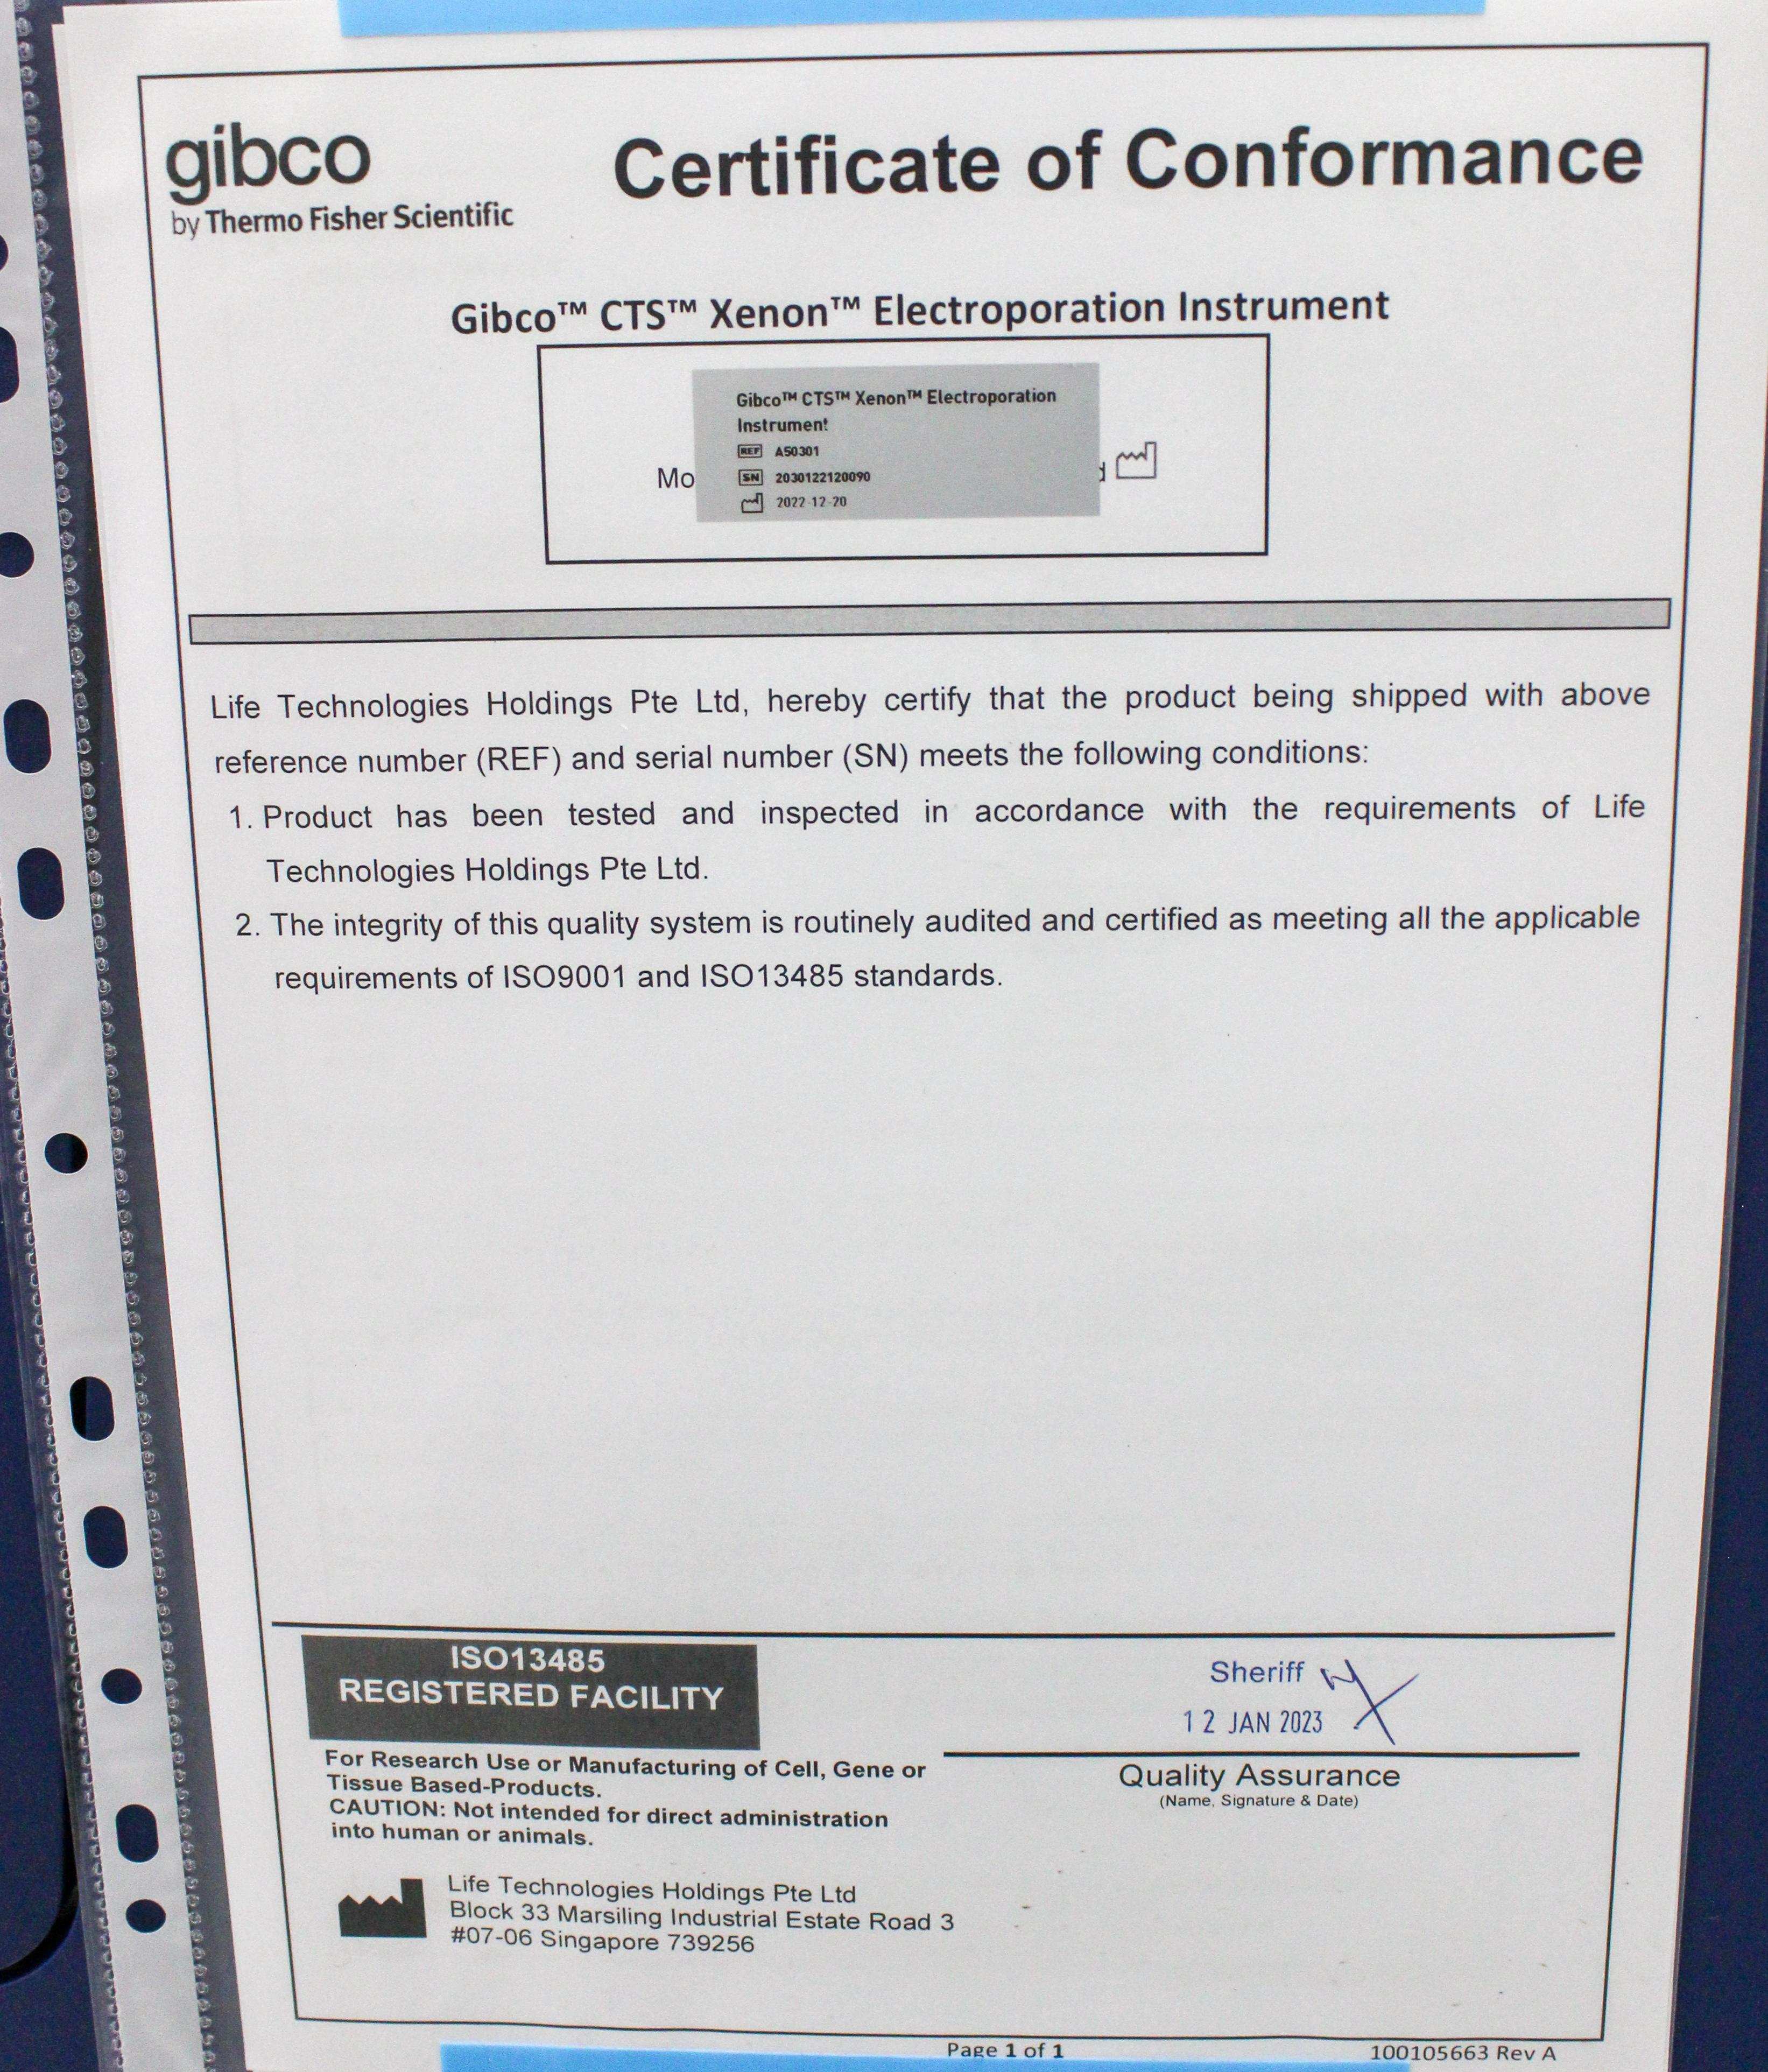 gibco
by Thermo Fisher Scientific
Certificate of Conformance
Gibco™ CTS™ Xenon™ Electroporation Instrument
Gibco™ CTS™ Xenon™ Electroporation
Instrument
REF A50301
Mo
SN 2030122120090
d
2022-12-20
Life Technologies Holdings Pte Ltd, hereby certify that the product being shipped with above
reference number (REF) and serial number (SN) meets the following conditions:
1. Product has been tested and inspected in accordance with the requirements of Life
Technologies Holdings Pte Ltd.
2. The integrity of this quality system is routinely audited and certified as meeting all the applicable
requirements of ISO9001 and ISO13485 standards.
ISO13485
REGISTERED FACILITY
For Research Use or Manufacturing of Cell, Gene or
Tissue Based-Products.
CAUTION: Not intended for direct administration
into human or animals.
Sheriff
12 JAN 2023
Quality Assurance
(Name, Signature & Date)
Life Technologies Holdings Pte Ltd
Block 33 Marsiling Industrial Estate Road 3
#07-06 Singapore 739256
Page 1 of 1
100105663 Rev A